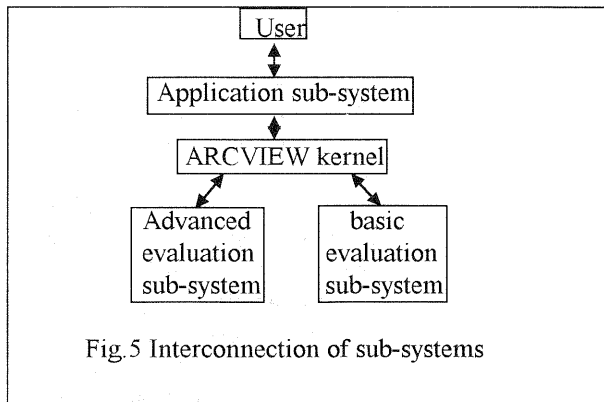 User
Application sub-system
ARCVIEW kernel
Advanced
evaluation
sub-system
basic
evaluation
sub-system
Fig.5 Interconnection of sub-systems